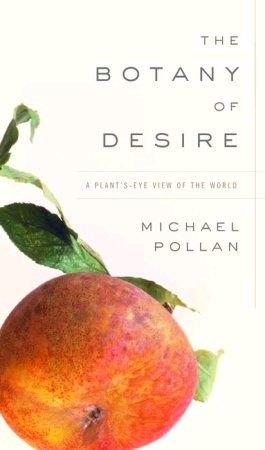 THE
BOTANY
OF
DESIRE
A PLANT'S-EYE VIEW OF THE WORLD
MICHAEL
POLLAN